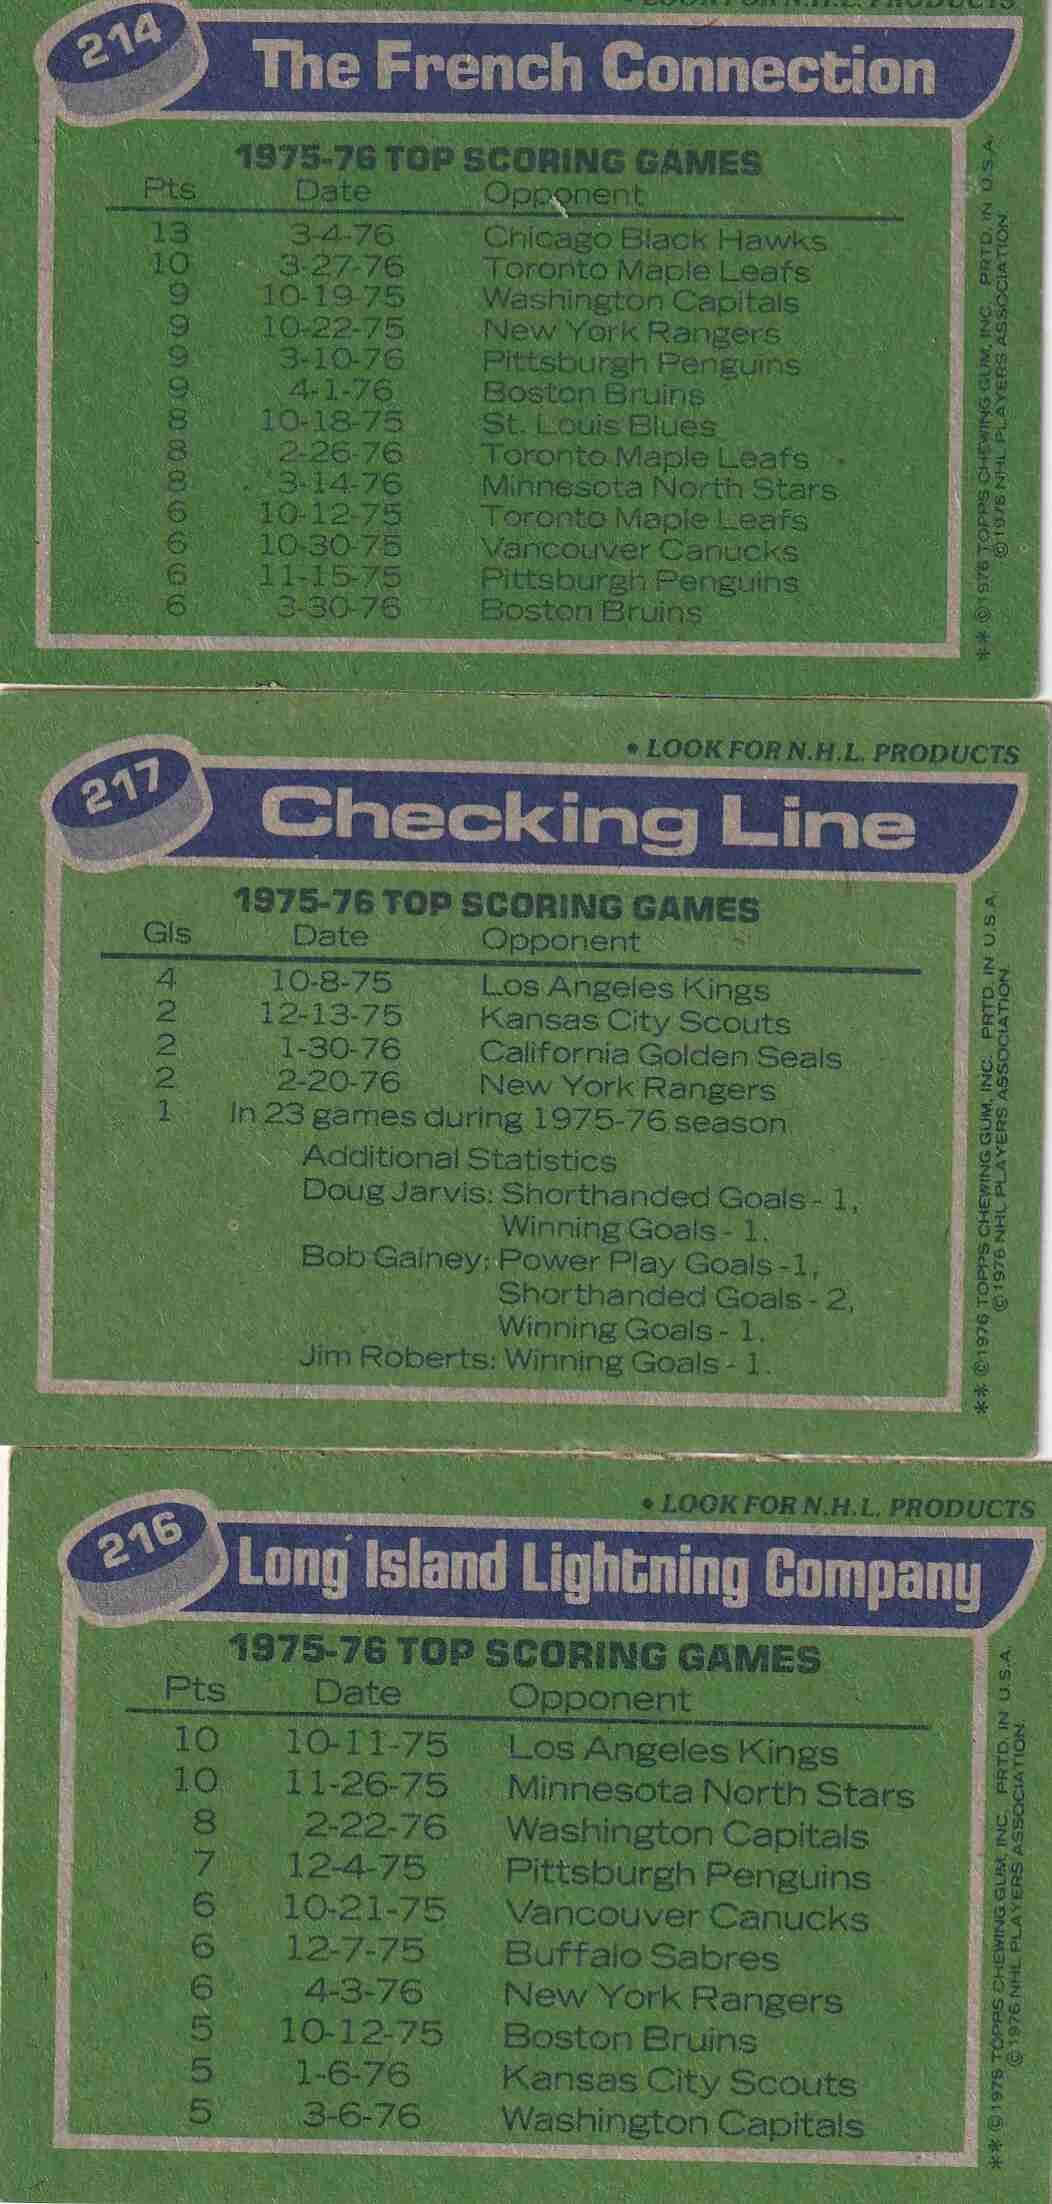 • LOOK FOR N.H.L. PRODUCTS
214
The French Connection
1975-76 TOP SCORING GAMES
Pts Date Opponent
13 3-4-76 Chicago Black Hawks
10 3-27-76 Toronto Maple Leafs
9 10-19-75 Washington Capitals
9 10-22-75 New York Rangers
9 3-10-76 Pittsburgh Penguins
9 4-1-76 Boston Bruins
8 10-18-75 St. Louis Blues
8 2-26-76 Toronto Maple Leafs
8 3-14-76 Minnesota North Stars
6 10-12-75 Toronto Maple Leafs
6 10-30-75 Vancouver Canucks
6 11-15-75 Pittsburgh Penguins
6 3-30-76 Boston Bruins
** ©1976 TOPPS CHEWING GUM, INC. PRTD. IN U.S.A.
©1976 NHL PLAYERS ASSOCIATION.
• LOOK FOR N.H.L. PRODUCTS
217
Checking Line
1975-76 TOP SCORING GAMES
Gls Date Opponent
4 10-8-75 Los Angeles Kings
2 12-13-75 Kansas City Scouts
2 1-30-76 California Golden Seals
2 2-20-76 New York Rangers
1 In 23 games during 1975-76 season
Additional Statistics
Doug Jarvis: Shorthanded Goals - 1,
Winning Goals - 1.
Bob Gainey: Power Play Goals -1,
Shorthanded Goals - 2,
Winning Goals - 1.
Jim Roberts: Winning Goals - 1.
** ©1976 TOPPS CHEWING GUM, INC. PRTD. IN U.S.A.
©1976 NHL PLAYERS ASSOCIATION.
• LOOK FOR N.H.L. PRODUCTS
216
Long Island Lightning Company
1975-76 TOP SCORING GAMES
Pts Date Opponent
10 10-11-75 Los Angeles Kings
10 11-26-75 Minnesota North Stars
8 2-22-76 Washington Capitals
7 12-4-75 Pittsburgh Penguins
6 10-21-75 Vancouver Canucks
6 12-7-75 Buffalo Sabres
6 4-3-76 New York Rangers
5 10-12-75 Boston Bruins
5 1-6-76 Kansas City Scouts
5 3-6-76 Washington Capitals
** ©1976 TOPPS CHEWING GUM, INC. PRTD. IN U.S.A.
©1976 NHL PLAYERS ASSOCIATION.